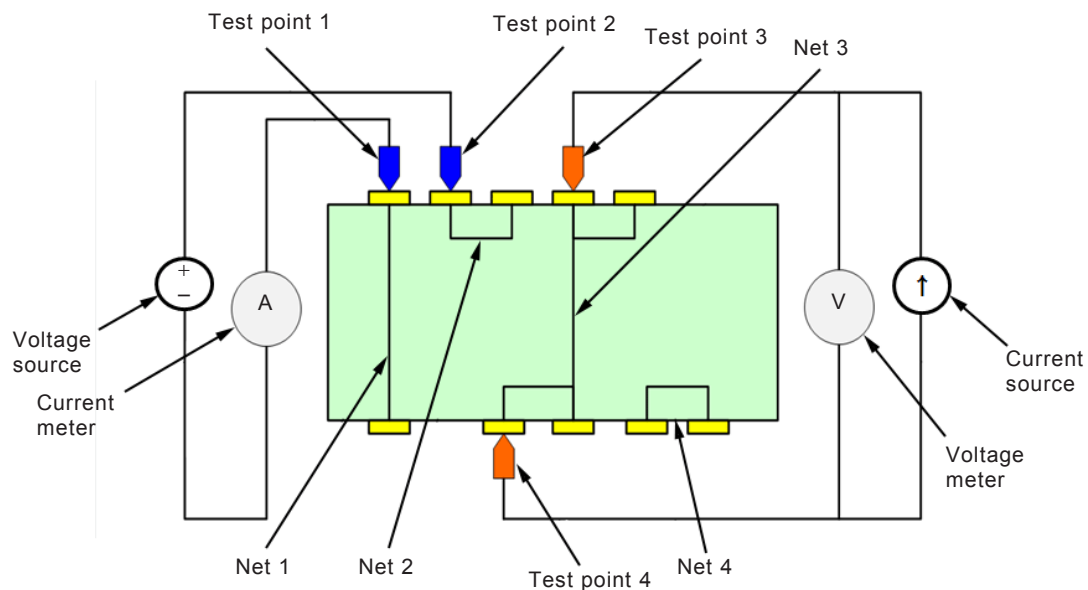 Test point 1
Test point 2
Test point 3
Net 3
+
–
A
V
↑
Voltage
source
Current
meter
Current
source
Voltage
meter
Net 1
Net 2
Test point 4
Net 4